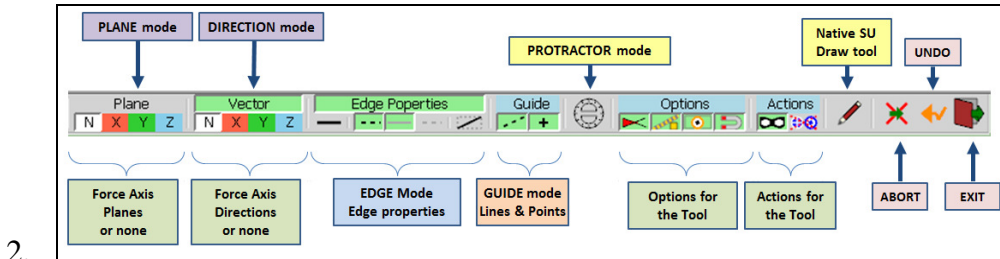 PLANE mode
DIRECTION mode
PROTRACTOR mode
Native SU
Draw tool
UNDO
Plane
Vector
Edge Poperties
Guide
Options
Actions
N X Y Z
N X Y Z
Force Axis
Planes
or none
Force Axis
Directions
or none
EDGE Mode
Edge properties
GUIDE mode
Lines & Points
Options for
the Tool
Actions for
the Tool
ABORT
EXIT
2.